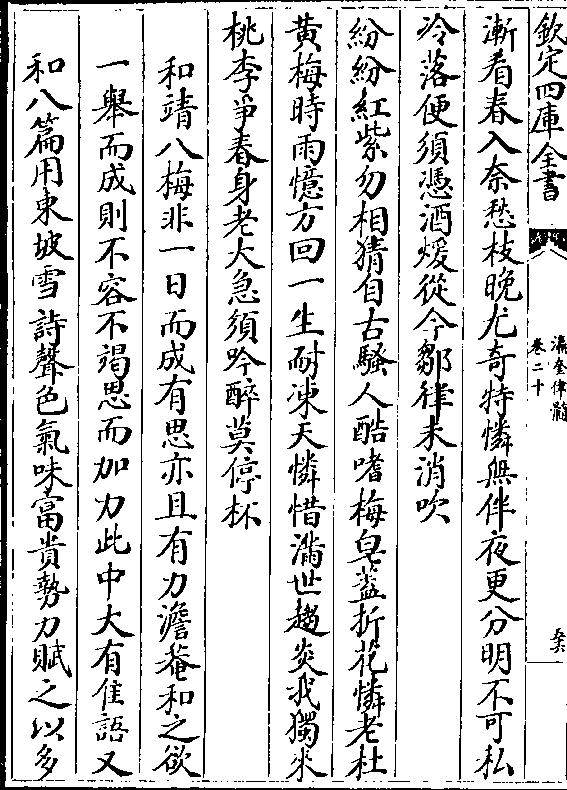 欽定四庫全書
瀛奎律髓
卷二十
漸看春入奈愁枝晚尤奇特憐無伴夜更分明不可私
冷落便須憑酒煖從今鄒律未消吹
紛紛紅紫勿相猜自古騷人酷嗜梅皂蓋折花憐老杜
黃梅時雨憶方回一生耐凍天憐惜滿世趨炎我獨來
桃李爭春身老大急須吟醉莫停杯
和靖八梅非一日而成有思亦且有力澹菴和之欲
一舉而成則不容不竭思而加力此中大有佳語又
和八篇用東坡雪詩聲色氣味富貴勢力賦之以多